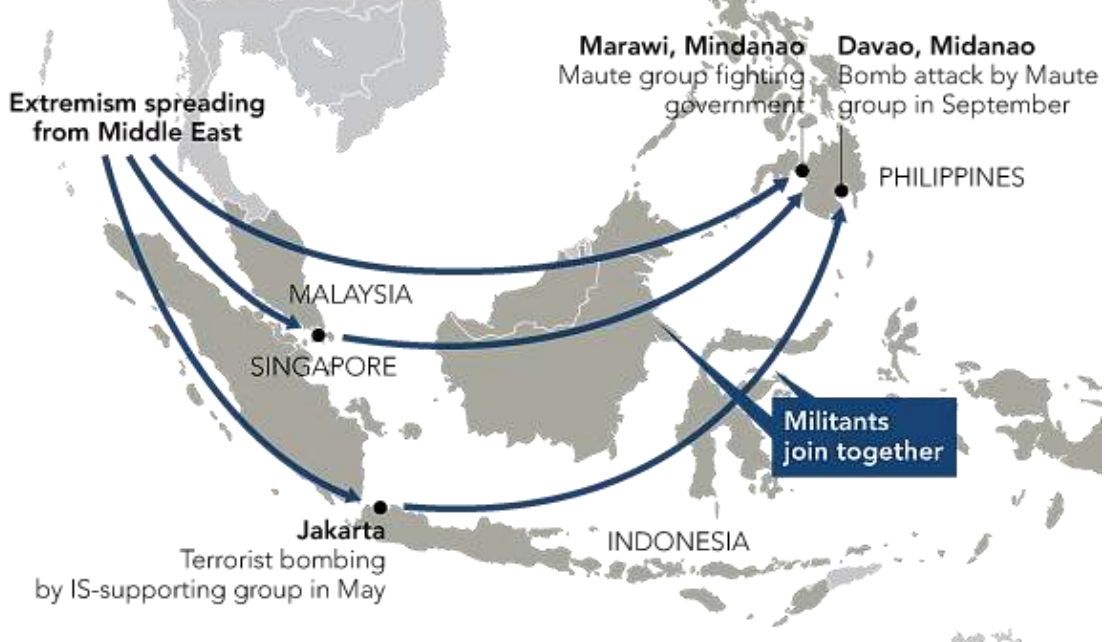 Marawi, Mindanao
Maute group fighting
government
Davao, Midanao
Bomb attack by Maute
group in September
Extremism spreading
from Middle East
PHILIPPINES
MALAYSIA
SINGAPORE
Militants
join together
Jakarta
Terrorist bombing
by IS-supporting group in May
INDONESIA